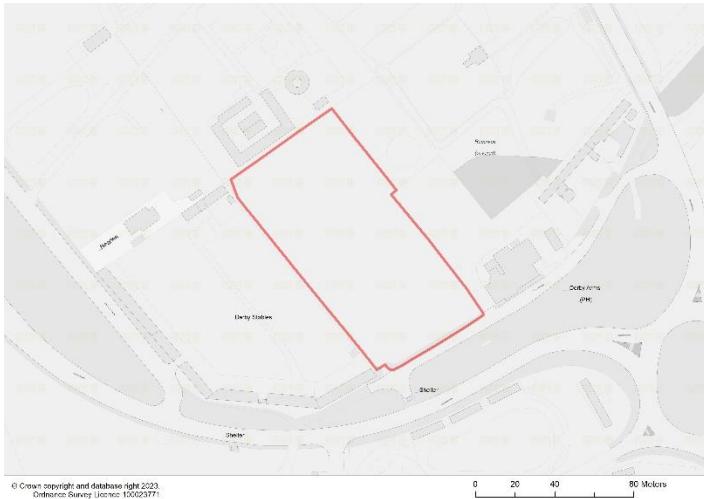 Derby Stables
Derby Arms
(PH)
Shelter
Shelter
© Crown copyright and database right 2023.
Ordnance Survey Licence 100023771
0 20 40 80 Meters